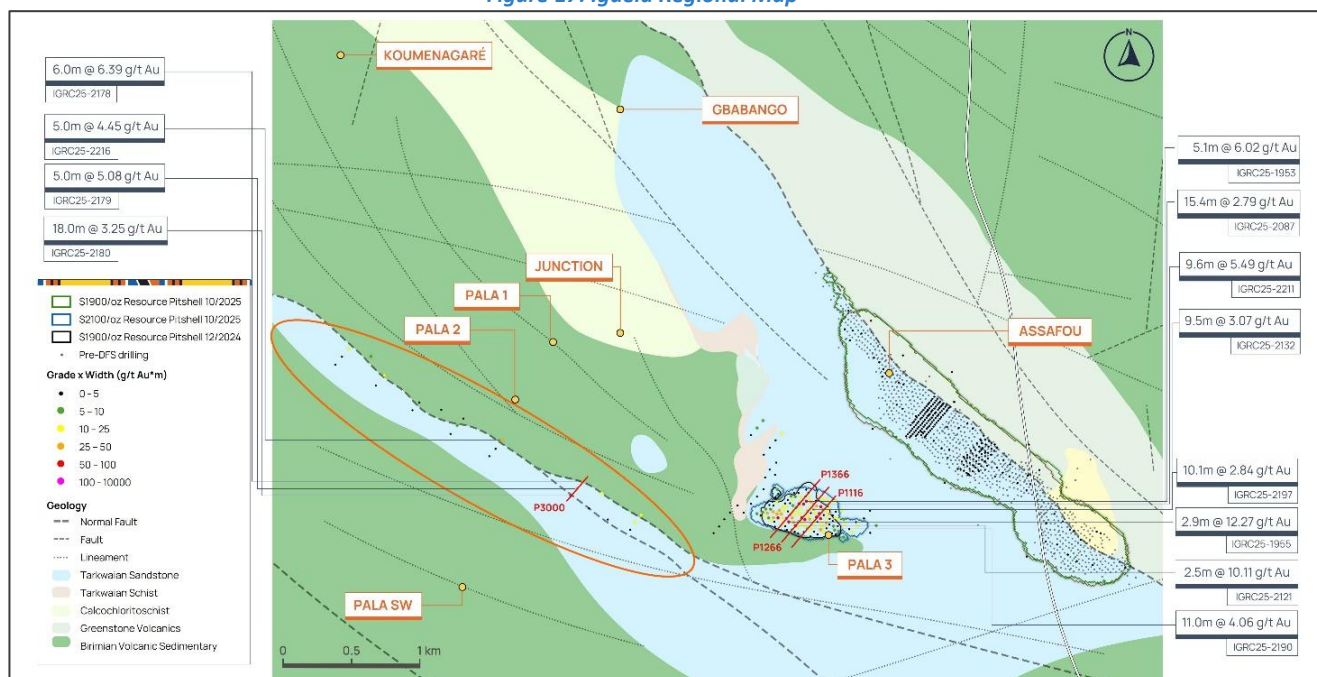 6.0m @ 6.39 g/t Au
IGRC25-2178
5.0m @ 4.45 g/t Au
IGRC25-2216
5.0m @ 5.08 g/t Au
IGRC25-2179
18.0m @ 3.25 g/t Au
IGRC25-2180
$1900/oz Resource Pitshell 10/2025
$2100/oz Resource Pitshell 10/2025
$1900/oz Resource Pitshell 12/2024
Pre-DFS drilling
Grade x Width (g/t Au*m)
0 - 5
5 - 10
10 - 25
25 - 50
50 - 100
100 - 10000
Geology
Normal Fault
Fault
Lineament
Tarkwaian Sandstone
Tarkwaian Schist
Calcochloritoschist
Greenstone Volcanics
Birimian Volcanic Sedimentary
KOUMENAGARÉ
GBABANGO
JUNCTION
PALA 1
PALA 2
ASSAFOU
P3000
P1366
P1116
P1266
PALA 3
PALA SW
0 0.5 1 km
N
5.1m @ 6.02 g/t Au
IGRC25-1953
15.4m @ 2.79 g/t Au
IGRC25-2087
9.6m @ 5.49 g/t Au
IGRC25-2211
9.5m @ 3.07 g/t Au
IGRC25-2132
10.1m @ 2.84 g/t Au
IGRC25-2197
2.9m @ 12.27 g/t Au
IGRC25-1955
2.5m @ 10.11 g/t Au
IGRC25-2121
11.0m @ 4.06 g/t Au
IGRC25-2190